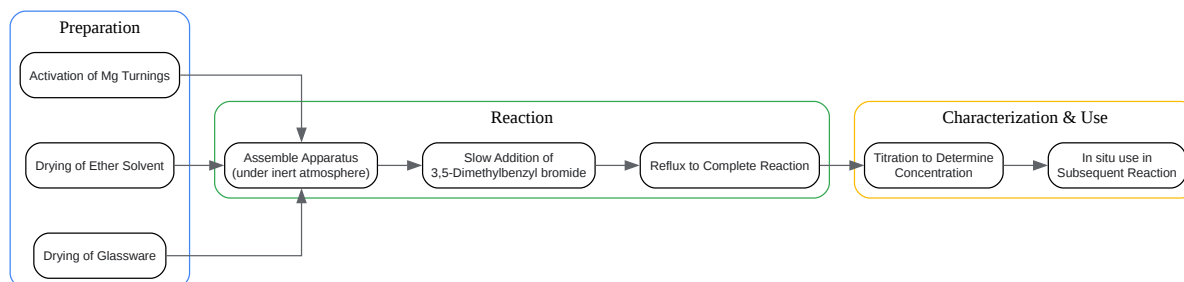 Preparation
Activation of Mg Turnings
Drying of Ether Solvent
Drying of Glassware
Reaction
Assemble Apparatus
(under inert atmosphere)
Slow Addition of
3,5-Dimethylbenzyl bromide
Reflux to Complete Reaction
Characterization & Use
Titration to Determine
Concentration
In situ use in
Subsequent Reaction